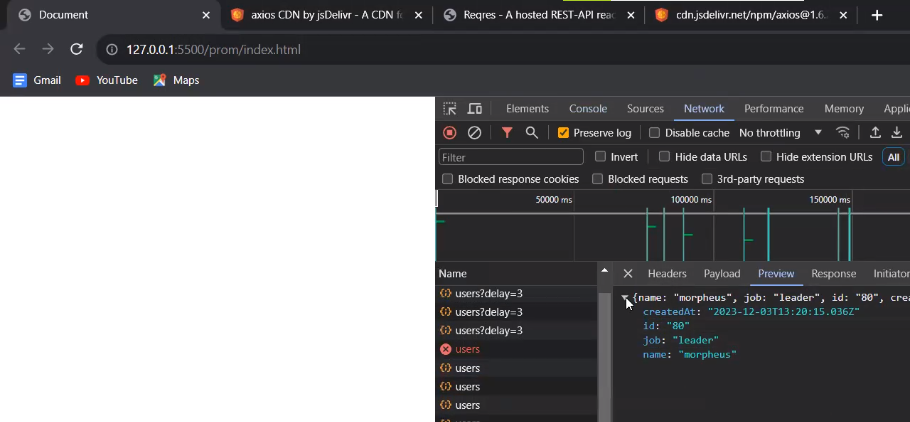 Document axios CDN by jsDelivr - A CDN fo Reqres - A hosted REST-API rea cdn.jsdelivr.net/npm/axios@1.6.
127.0.0.1:5500/prom/index.html
Gmail YouTube Maps
Elements Console Sources Network Performance Memory Applic
Preserve log Disable cache No throttling
Filter Invert Hide data URLs Hide extension URLs All
Blocked response cookies Blocked requests 3rd-party requests
50000 ms 100000 ms 150000 ms
Name Headers Payload Preview Response Initiator
users?delay=3 {name: "morpheus", job: "leader", id: "80", crea
createdAt: "2023-12-03T13:20:15.036Z"
users?delay=3
id: "80"
users?delay=3
job: "leader"
users
name: "morpheus"
users
users
users